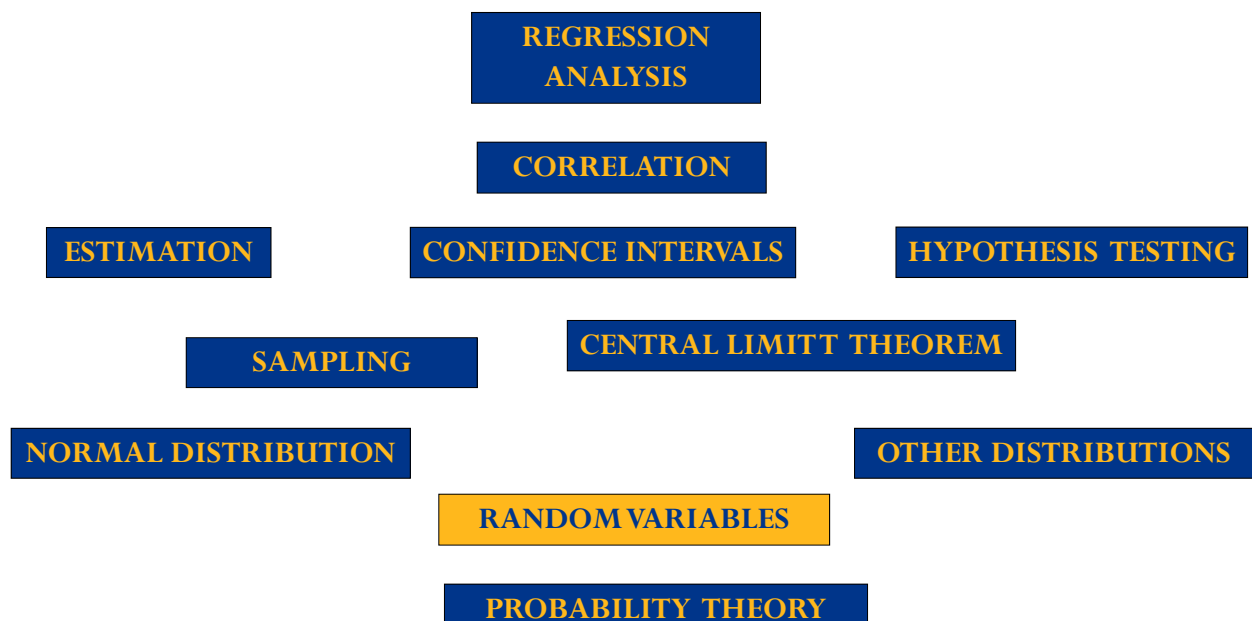 REGRESSION
ANALYSIS
CORRELATION
ESTIMATION
CONFIDENCE INTERVALS
HYPOTHESIS TESTING
SAMPLING
CENTRAL LIMITT THEOREM
NORMAL DISTRIBUTION
OTHER DISTRIBUTIONS
RANDOM VARIABLES
PROBABILITY THEORY